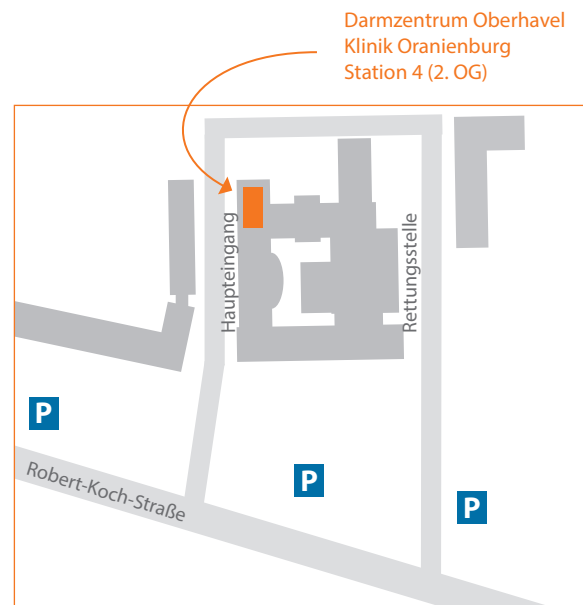 Darmzentrum Oberhavel
Klinik Oranienburg
Station 4 (2. OG)
Haupteingang
Rettungsstelle
P
P
P
Robert-Koch-Straße